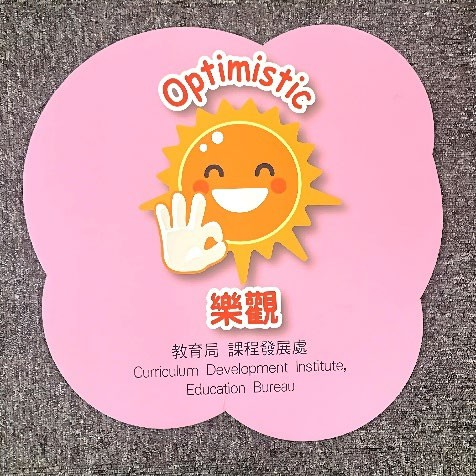 Optimistic
樂觀
教育局 課程發展處
Curriculum Development Institute,
Education Bureau